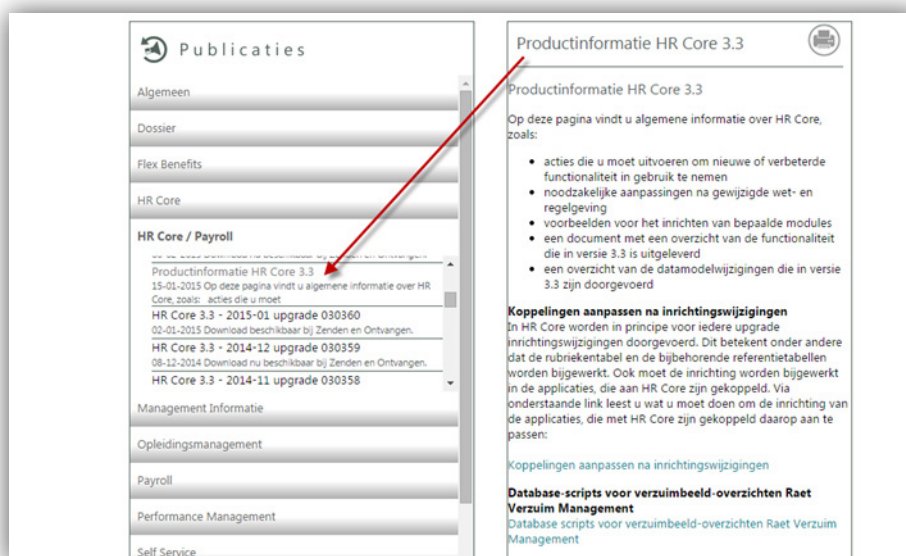 Publicaties
Algemeen
Dossier
Flex Benefits
HR Core
HR Core / Payroll
Download nu beschikbaar bij Zenden en Ontvangen.
Productinformatie HR Core 3.3
15-01-2015 Op deze pagina vindt u algemene informatie over HR
Core, zoals: acties die u moet
HR Core 3.3 - 2015-01 upgrade 030360
02-01-2015 Download beschikbaar bij Zenden en Ontvangen.
HR Core 3.3 - 2014-12 upgrade 030359
08-12-2014 Download nu beschikbaar bij Zenden en Ontvangen.
HR Core 3.3 - 2014-11 upgrade 030358
Management Informatie
Opleidingsmanagement
Payroll
Performance Management
Self Service
Productinformatie HR Core 3.3
Productinformatie HR Core 3.3
Op deze pagina vindt u algemene informatie over HR Core,
zoals:
acties die u moet uitvoeren om nieuwe of verbeterde
functionaliteit in gebruik te nemen
noodzakelijke aanpassingen na gewijzigde wet- en
regelgeving
voorbeelden voor het inrichten van bepaalde modules
een document met een overzicht van de functionaliteit
die in versie 3.3 is uitgeleverd
een overzicht van de datamodelwijzigingen die in versie
3.3 zijn doorgevoerd
Koppelingen aanpassen na inrichtingswijzigingen
In HR Core worden in principe voor iedere upgrade
inrichtingswijzigingen doorgevoerd. Dit betekent onder andere
dat de rubriekentabel en de bijbehorende referentietabellen
worden bijgewerkt. Ook moet de inrichting worden bijgewerkt
in de applicaties, die aan HR Core zijn gekoppeld. Via
onderstaande link leest u wat u moet doen om de inrichting van
de applicaties, die met HR Core zijn gekoppeld daarop aan te
passen:
Koppelingen aanpassen na inrichtingswijzigingen
Database-scripts voor verzuimbeeld-overzichten Raet
Verzuim Management
Database scripts voor verzuimbeeld-overzichten Raet Verzuim
Management